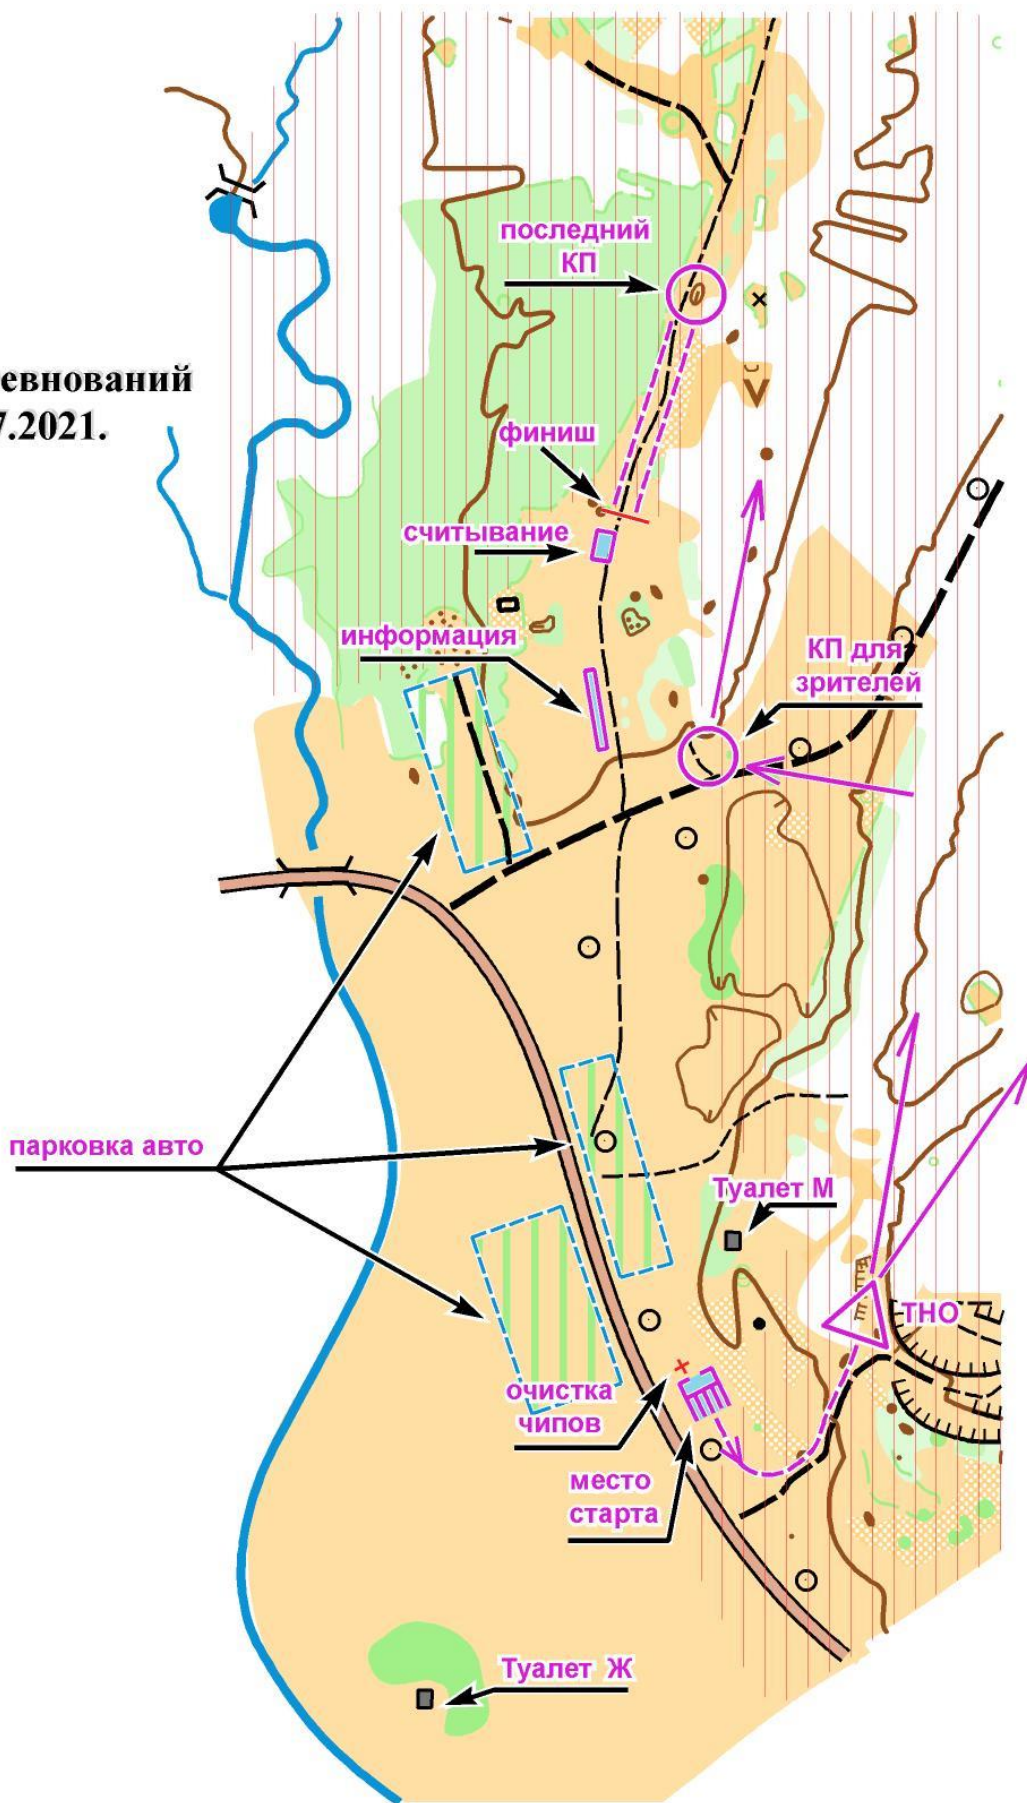 последний
КП
евнований
7.2021.
финиш
считывание
информация
КП для
зрителей
парковка авто
Туалет М
ТНО
очистка
чипов
место
старта
Туалет Ж